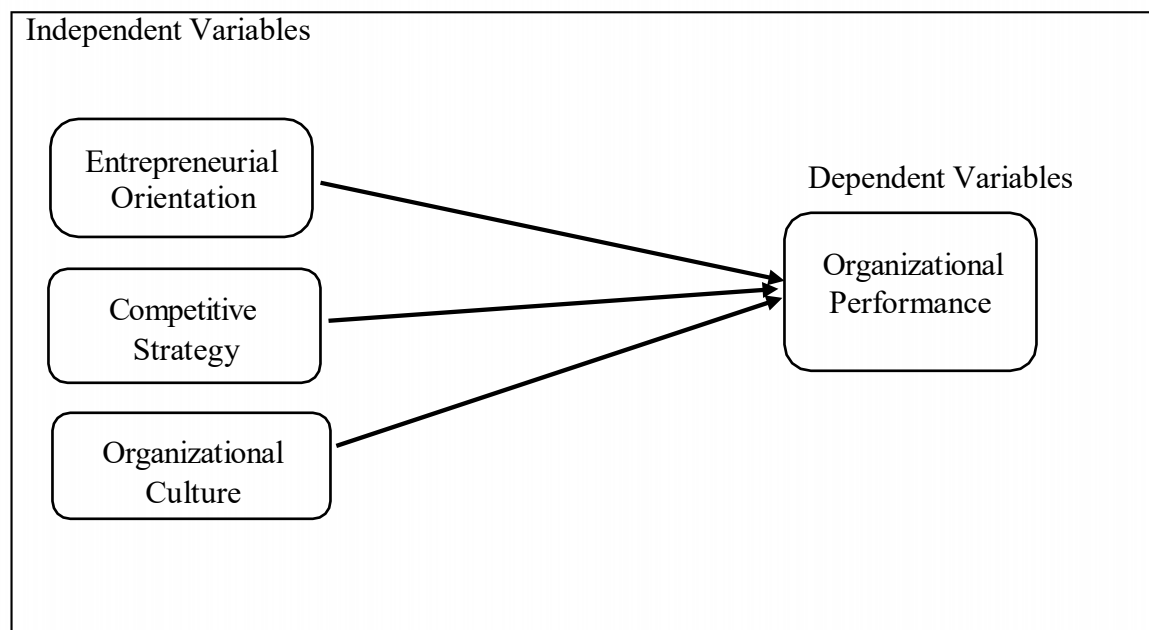 Independent Variables
Entrepreneurial
Orientation
Competitive
Strategy
Organizational
Culture
Dependent Variables
Organizational
Performance